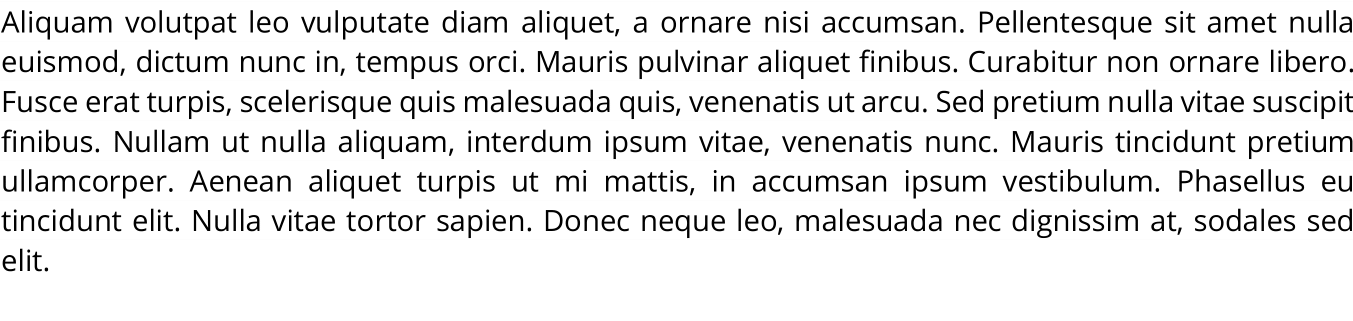 Aliquam volutpat leo vulputate diam aliquet, a ornare nisi accumsan. Pellentesque sit amet nulla
euismod, dictum nunc in, tempus orci. Mauris pulvinar aliquet finibus. Curabitur non ornare libero.
Fusce erat turpis, scelerisque quis malesuada quis, venenatis ut arcu. Sed pretium nulla vitae suscipit
finibus. Nullam ut nulla aliquam, interdum ipsum vitae, venenatis nunc. Mauris tincidunt pretium
ullamcorper. Aenean aliquet turpis ut mi mattis, in accumsan ipsum vestibulum. Phasellus eu
tincidunt elit. Nulla vitae tortor sapien. Donec neque leo, malesuada nec dignissim at, sodales sed
elit.